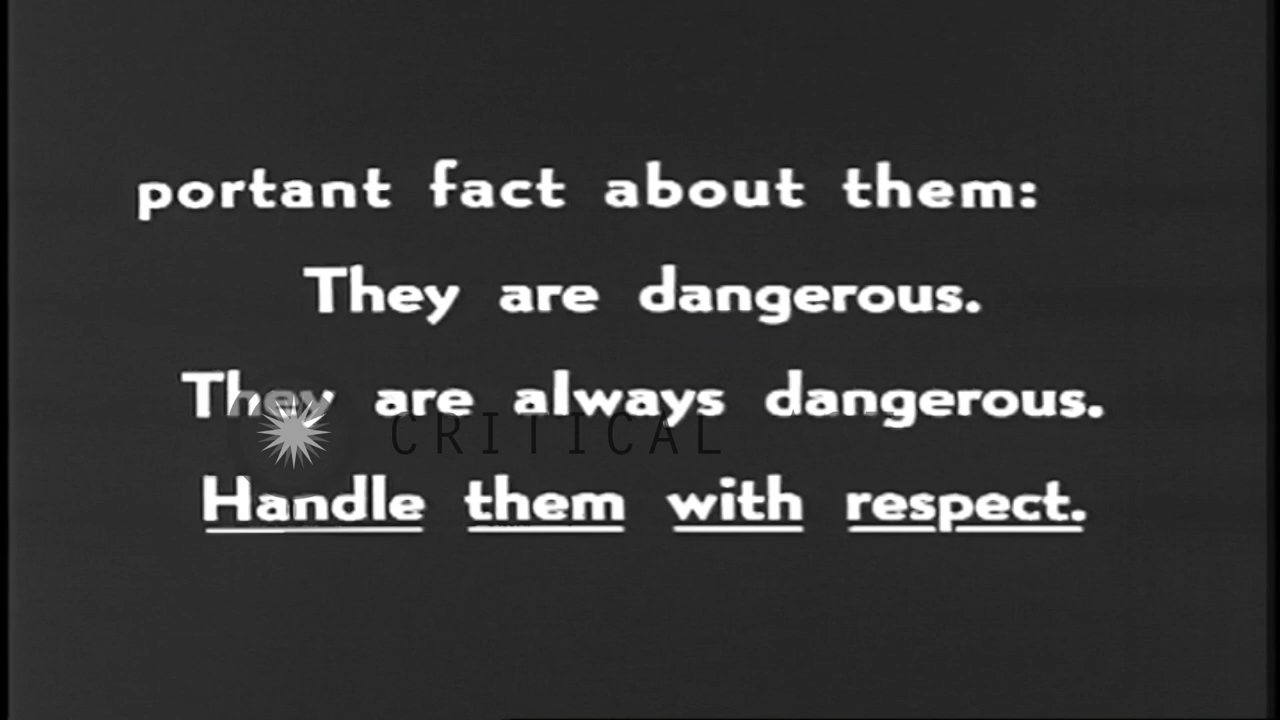 portant fact about them:
They are dangerous.
They are always dangerous.
CRITICAL
Handle them with respect.